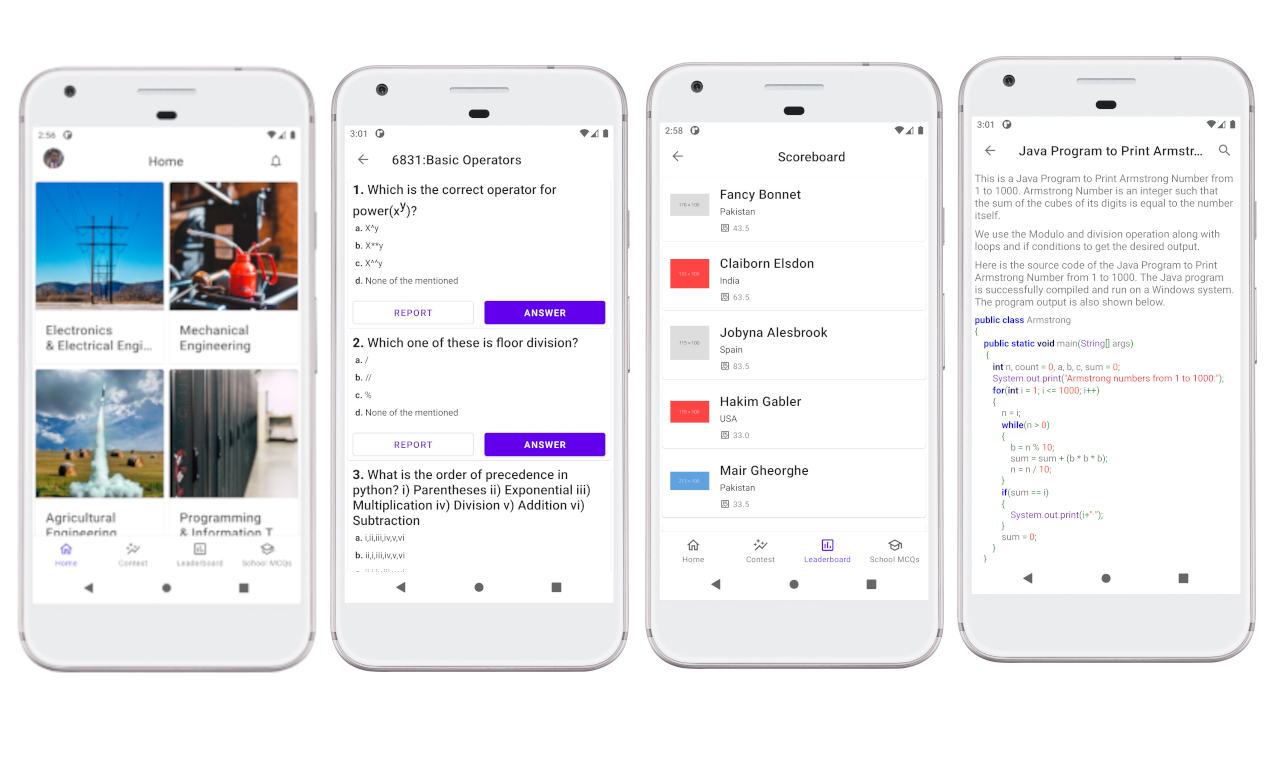 2:56
Home
Electronics
& Electrical Engi...
Mechanical
Engineering
Agricultural
Engineering
Programming
& Information T
Home
Contest
Leaderboard
School MCQs
3:01
6831:Basic Operators
1. Which is the correct operator for
power(xy)?
a. X^y
b. X**y
c. X^^y
d. None of the mentioned
REPORT
ANSWER
2. Which one of these is floor division?
a. /
b. //
c. %
d. None of the mentioned
REPORT
ANSWER
3. What is the order of precedence in
python? i) Parentheses ii) Exponential iii)
Multiplication iv) Division v) Addition vi)
Subtraction
a. i,ii,iii,iv,v,vi
b. ii,i,iii,iv,v,vi
2:58
Scoreboard
Fancy Bonnet
Pakistan
43.5
Claiborn Elsdon
India
63.5
Jobyna Alesbrook
Spain
83.5
Hakim Gabler
USA
33.0
Mair Gheorghe
Pakistan
33.5
Home
Contest
Leaderboard
School MCQs
3:01
Java Program to Print Armstr...
This is a Java Program to Print Armstrong Number from
1 to 1000. Armstrong Number is an integer such that
the sum of the cubes of its digits is equal to the number
itself.
We use the Modulo and division operation along with
loops and if conditions to get the desired output.
Here is the source code of the Java Program to Print
Armstrong Number from 1 to 1000. The Java program
is successfully compiled and run on a Windows system.
The program output is also shown below.
public class Armstrong
{
public static void main(String[] args)
{
int n, count = 0, a, b, c, sum = 0;
System.out.print("Armstrong numbers from 1 to 1000:");
for(int i = 1; i <= 1000; i++)
{
n = i;
while(n > 0)
{
b = n % 10;
sum = sum + (b * b * b);
n = n / 10;
}
if(sum == i)
{
System.out.print(i+" ");
}
sum = 0;
}
}